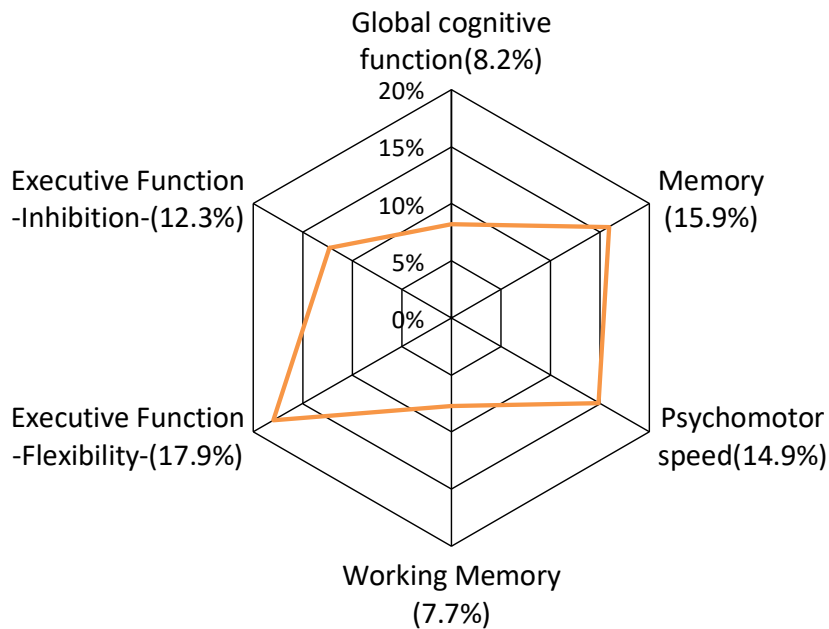 Global cognitive
function(8.2%)
20%
15%
10%
5%
0%
Memory
(15.9%)
Psychomotor
speed(14.9%)
Working Memory
(7.7%)
Executive Function
-Flexibility-(17.9%)
Executive Function
-Inhibition-(12.3%)